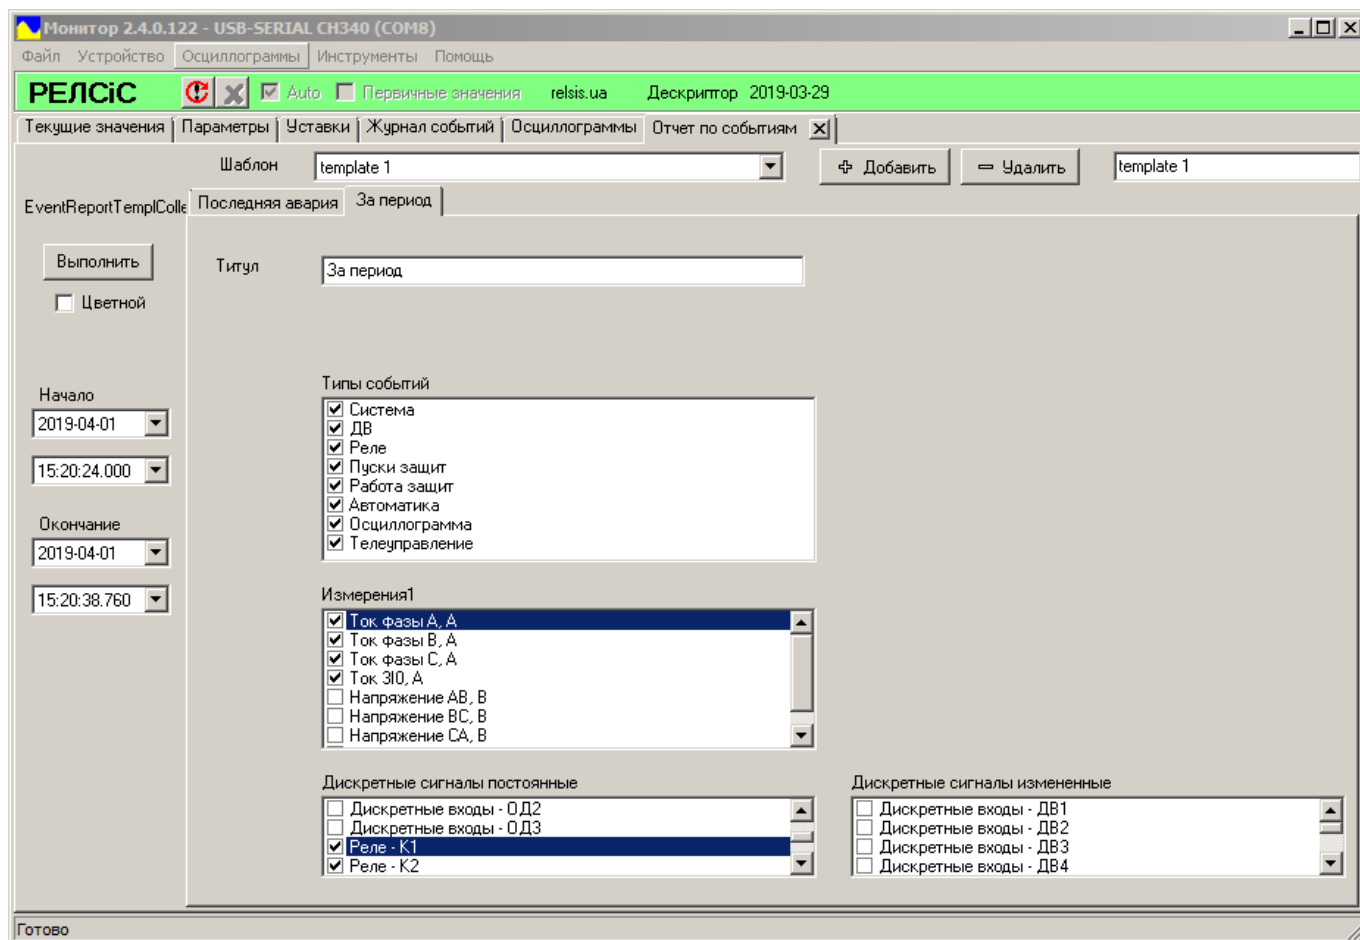 Монитор 2.4.0.122 - USB-SERIAL CH340 (COM8)
Файл Устройство Осциллограммы Инструменты Помощь
РЕЛСіС Auto Первичные значения relsis.ua Дескриптор 2019-03-29
Текущие значения Параметры Уставки Журнал событий Осциллограммы Отчет по событиям
Шаблон template 1 Добавить Удалить template 1
EventReportTemplColle Последняя авария За период
Выполнить Титул За период
Цветной
Типы событий
Начало
Система
2019-04-01
ДВ
Реле
15:20:24.000
Пуски защит
Работа защит
Автоматика
Окончание
Осциллограмма
2019-04-01
Телеуправление
15:20:38.760
Измерения1
Ток фазы А, А
Ток фазы В, А
Ток фазы С, А
Ток 3I0, А
Напряжение АВ, В
Напряжение ВС, В
Напряжение СА, В
Дискретные сигналы постоянные Дискретные сигналы измененные
Дискретные входы - ОД2 Дискретные входы - ДВ1
Дискретные входы - ОД3 Дискретные входы - ДВ2
Реле - К1 Дискретные входы - ДВ3
Реле - К2 Дискретные входы - ДВ4
Готово